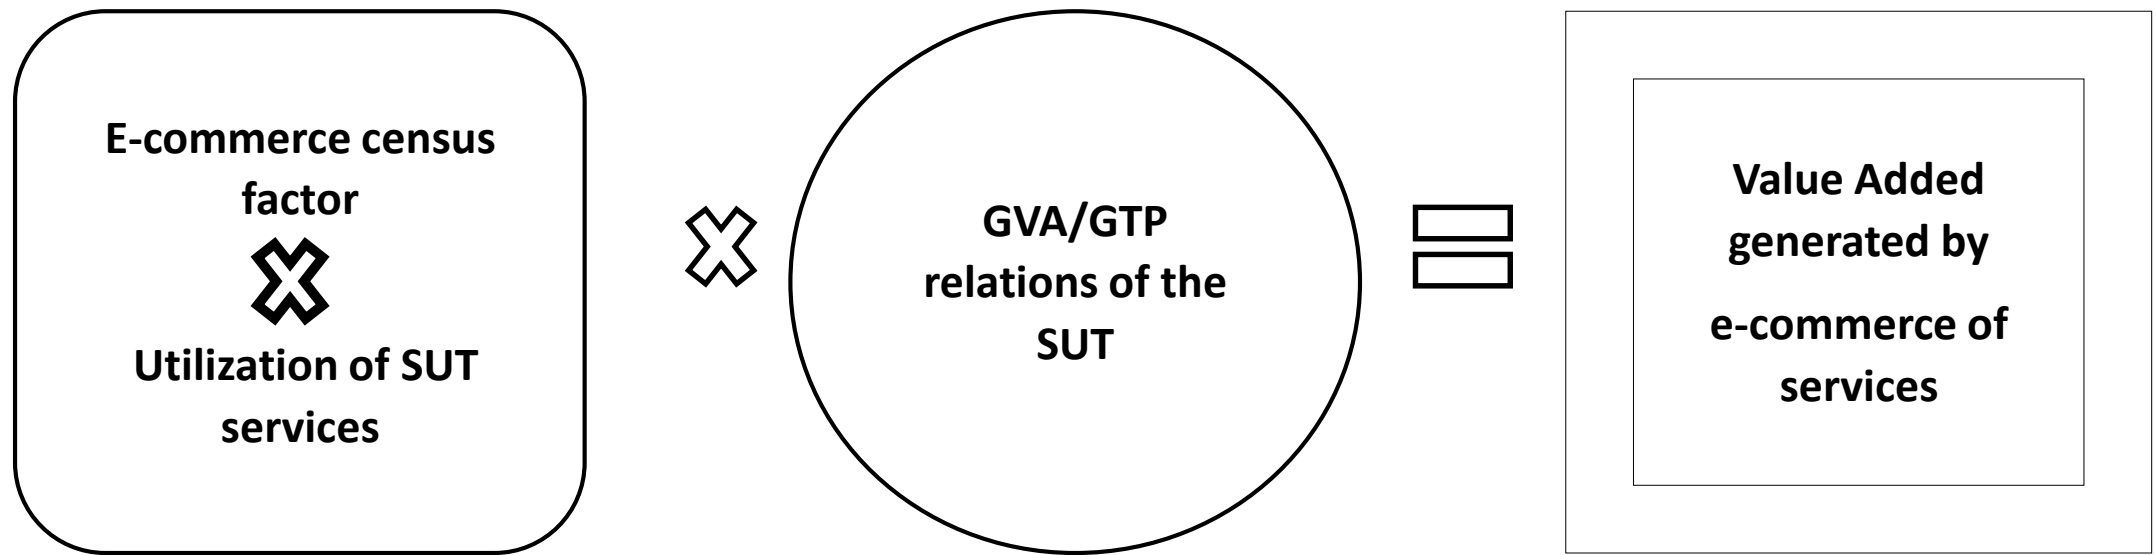 E-commerce census
factor
Utilization of SUT
services
GVA/GTP
relations of the
SUT
Value Added
generated by
e-commerce of
services